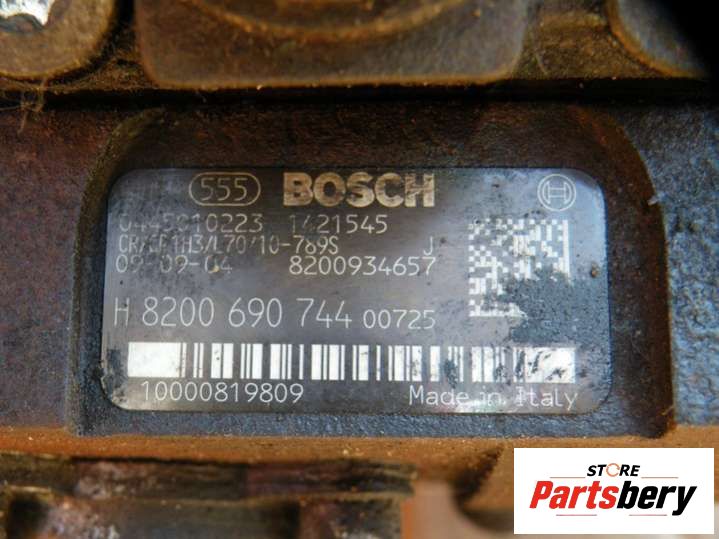 555 BOSCH
0445010223 1421545
CR/CP1H3/L70/10-789S J
09-09-04 8200934657
H 8200 690 744 00725
10000819809 Made in Italy
STORE
Partsbery